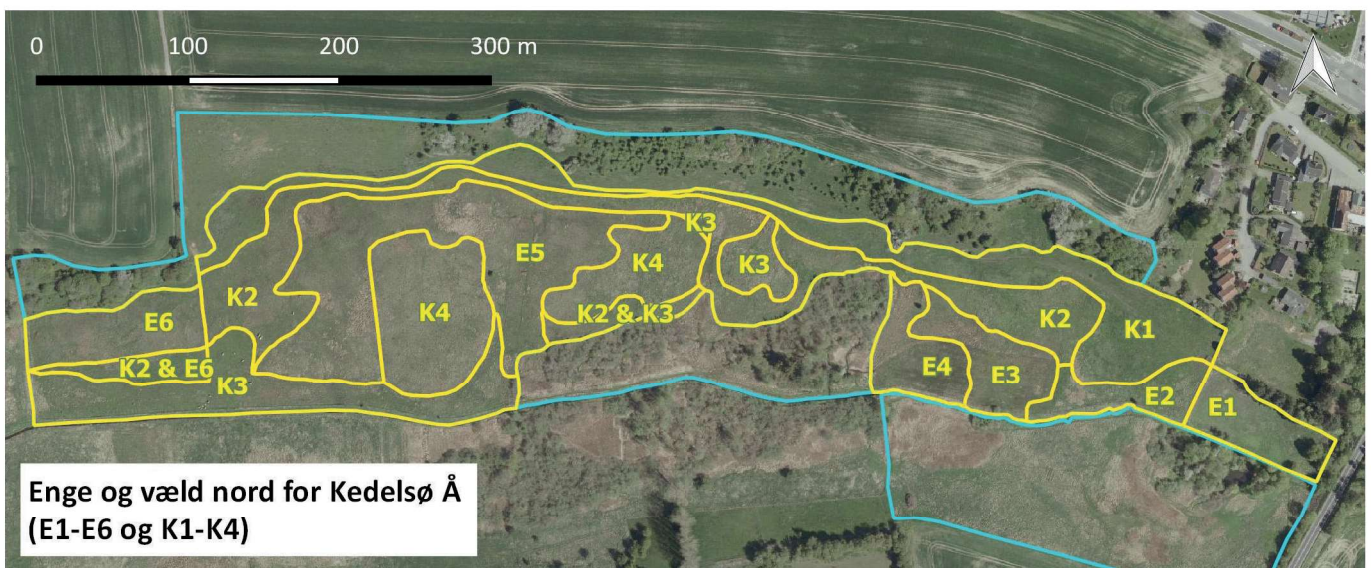 0 100 200 300 m
K3
E5
K3
K4
K2
K4
K2 & K3
K2
K1
E6
K2 & E6
K3
E4
E3
E2
E1
Enge og væld nord for Kedelsø Å
(E1-E6 og K1-K4)